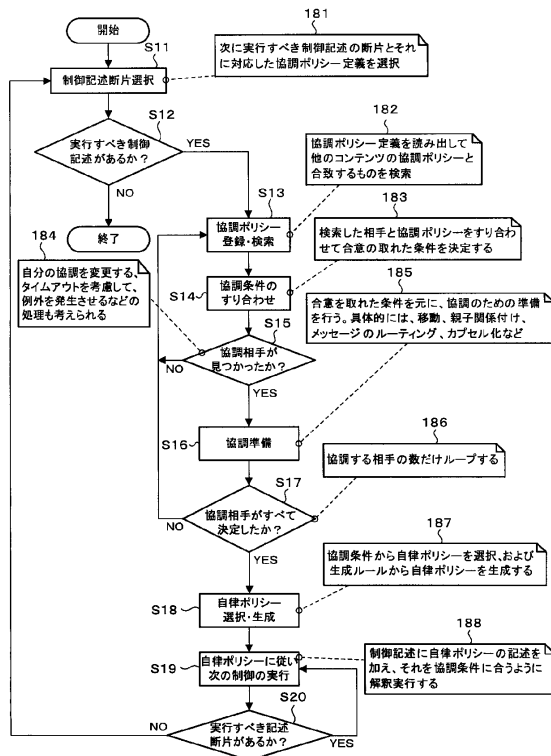 開始
181
S11
制御記述断片選択
次に実行すべき制御記述の断片とそ
れに対応した協調ポリシー定義を選択
S12
実行すべき制御
記述があるか?
YES
NO
終了
182
協調ポリシー定義を読み出して
他のコンテンツの協調ポリシーと
合致するものを検索
S13
協調ポリシー
登録・検索
183
検索した相手と協調ポリシーをすり合わ
せて合意の取れた条件を決定する
184
自分の協調を変更する、
タイムアウトを考慮して、
例外を発生させるなどの
処理も考えられる
S14
協調条件の
すり合わせ
185
合意を取れた条件を元に、協調のための準備
を行う。具体的には、移動、親子関係付け、
メッセージのルーティング、カプセル化など
S15
協調相手が
見つかったか?
NO
YES
S16
協調準備
186
協調する相手の数だけループする
S17
協調相手がすべて
決定したか?
NO
YES
187
協調条件から自律ポリシーを選択、および
生成ルールから自律ポリシーを生成する
S18
自律ポリシー
選択・生成
188
制御記述に自律ポリシーの記述を
加え、それを協調条件に合うように
解釈実行する
S19
自律ポリシーに従い
次の制御の実行
S20
実行すべき記述
断片があるか?
NO
YES